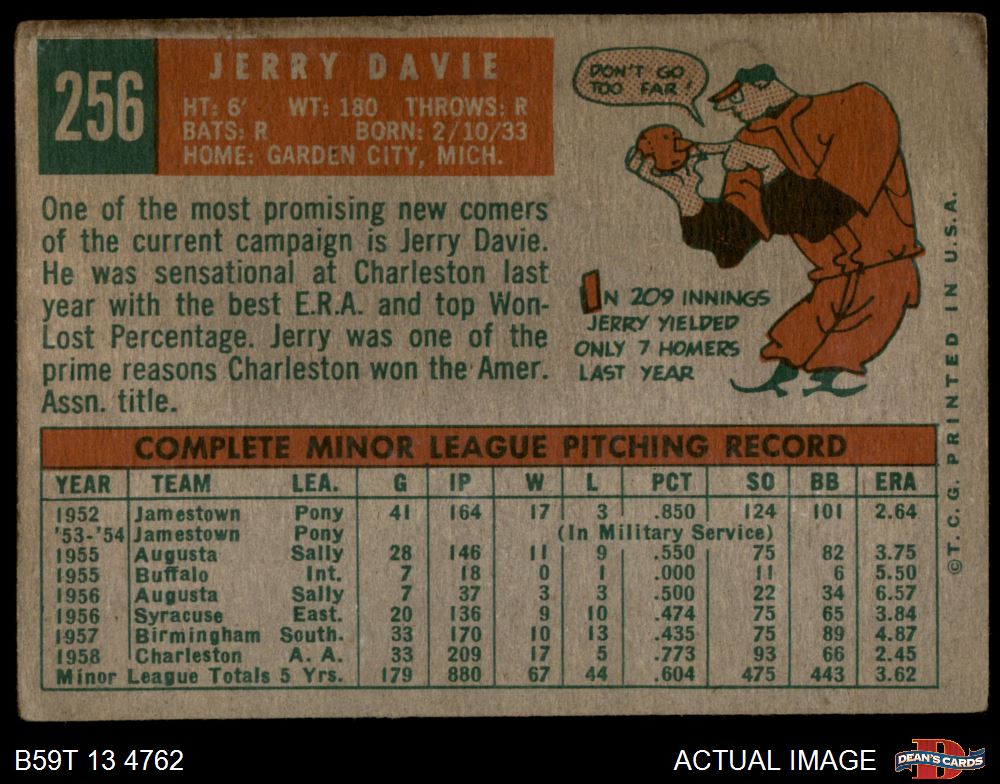 256
JERRY DAVIE
HT: 6' WT: 180 THROWS: R
BATS: R BORN: 2/10/33
HOME: GARDEN CITY, MICH.
DON'T GO
TOO FAR!
One of the most promising new comers
of the current campaign is Jerry Davie.
He was sensational at Charleston last
year with the best E.R.A. and top Won-
Lost Percentage. Jerry was one of the
prime reasons Charleston won the Amer.
Assn. title.
IN 209 INNINGS
JERRY YIELDED
ONLY 7 HOMERS
LAST YEAR
COMPLETE MINOR LEAGUE PITCHING RECORD
YEAR TEAM LEA. G IP W L PCT SO BB ERA
1952 Jamestown Pony 41 164 17 3 .850 124 101 2.64
'53-'54 Jamestown Pony (In Military Service)
1955 Augusta Sally 28 146 11 9 .550 75 82 3.75
1955 Buffalo Int. 7 18 0 1 .000 11 6 5.50
1956 Augusta Sally 7 37 3 3 .500 22 34 6.57
1956 Syracuse East. 20 136 9 10 .474 75 65 3.84
1957 Birmingham South. 33 170 10 13 .435 75 89 4.87
1958 Charleston A. A. 33 209 17 5 .773 93 66 2.45
Minor League Totals 5 Yrs. 179 880 67 44 .604 475 443 3.62
©T. C. G. PRINTED IN U.S.A.
B59T 13 4762
ACTUAL IMAGE
DEAN'S CARDS